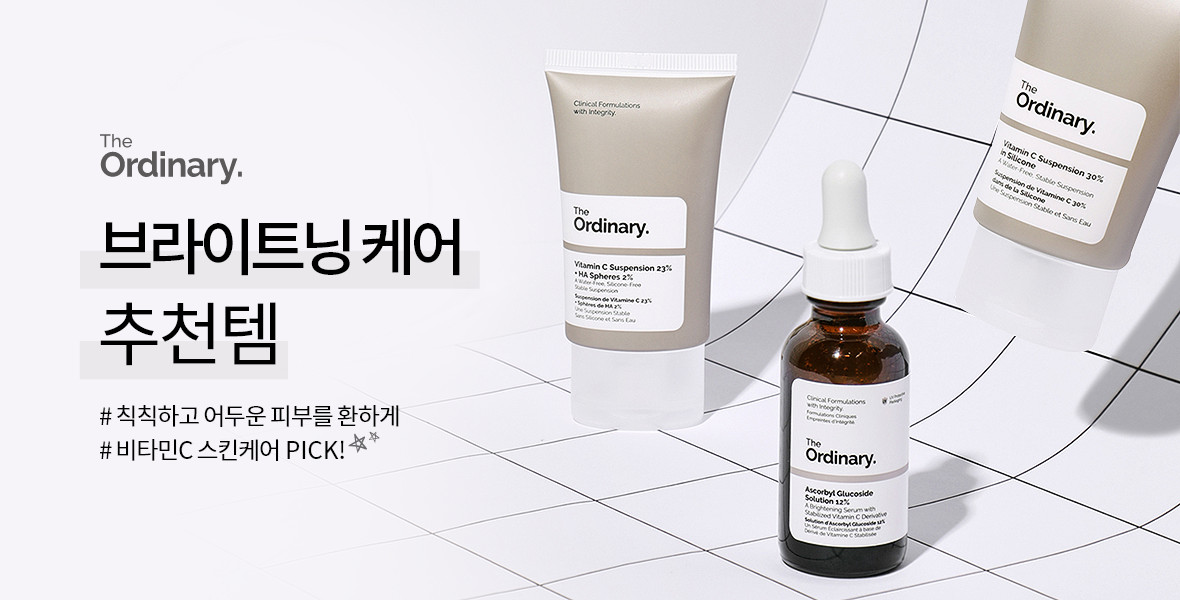 The
Ordinary.
브라이트닝 케어
추천템
# 칙칙하고 어두운 피부를 환하게
# 비타민C 스킨케어 PICK!
Clinical Formulations
with Integrity.
The
Ordinary.
Vitamin C Suspension 23%
+ HA Spheres 2%
A Water-Free, Silicone-Free
Stable Suspension
Suspension de Vitamine C 23%
+ Sphères de HA 2%
Une Suspension Stable
Sans Silicone et Sans Eau
Clinical Formulations
with Integrity.
Formulations Cliniques
Empreintes d'Intégrité.
UV Protective
Packaging
The
Ordinary.
Ascorbyl Glucoside
Solution 12%
A Brightening Serum with
Stabilized Vitamin C Derivative
Solution d'Ascorbyl Glucoside 12%
Un Sérum Éclaircissant à base de
Dérivé de Vitamine C Stabilisée
The
Ordinary.
Vitamin C Suspension 30%
in Silicone
A Water-Free, Stable Suspension
Suspension de Vitamine C 30%
dans de la Silicone
Une Suspension Stable et Sans Eau